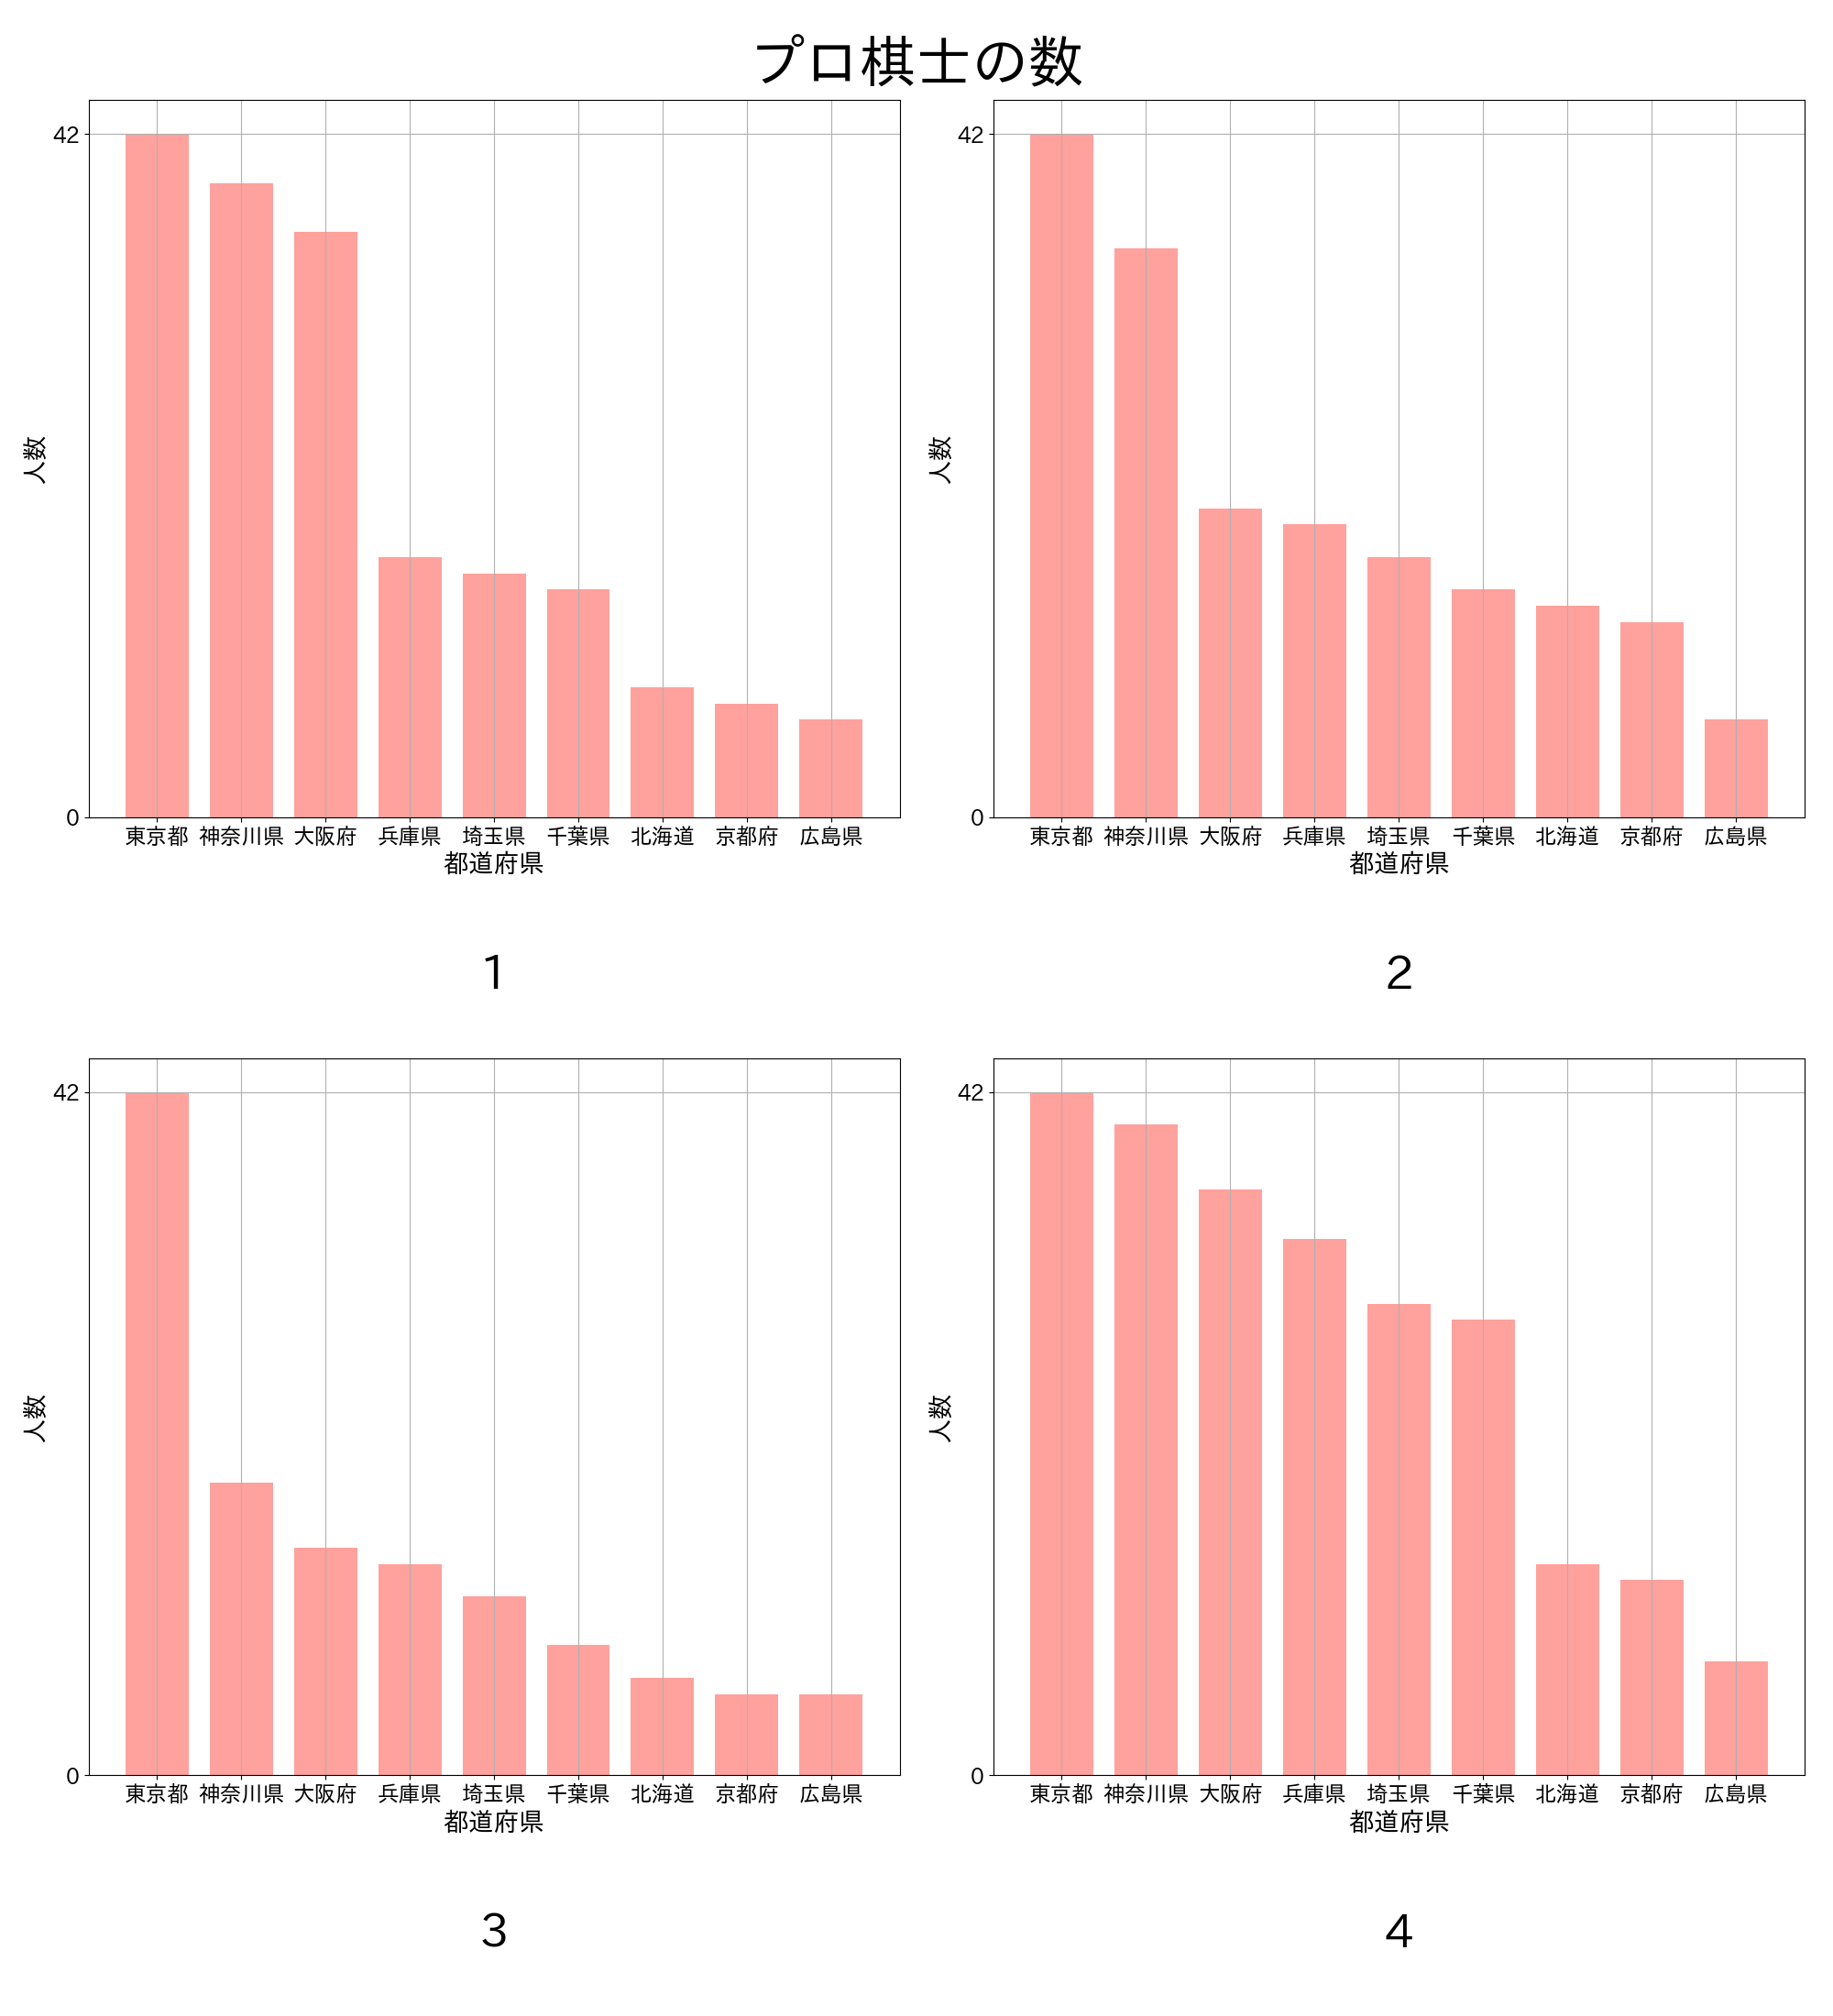 プロ棋士の数
42
人数
0
東京都 神奈川県 大阪府 兵庫県 埼玉県 千葉県 北海道 京都府 広島県
都道府県
1
42
人数
0
東京都 神奈川県 大阪府 兵庫県 埼玉県 千葉県 北海道 京都府 広島県
都道府県
2
42
人数
0
東京都 神奈川県 大阪府 兵庫県 埼玉県 千葉県 北海道 京都府 広島県
都道府県
3
42
人数
0
東京都 神奈川県 大阪府 兵庫県 埼玉県 千葉県 北海道 京都府 広島県
都道府県
4